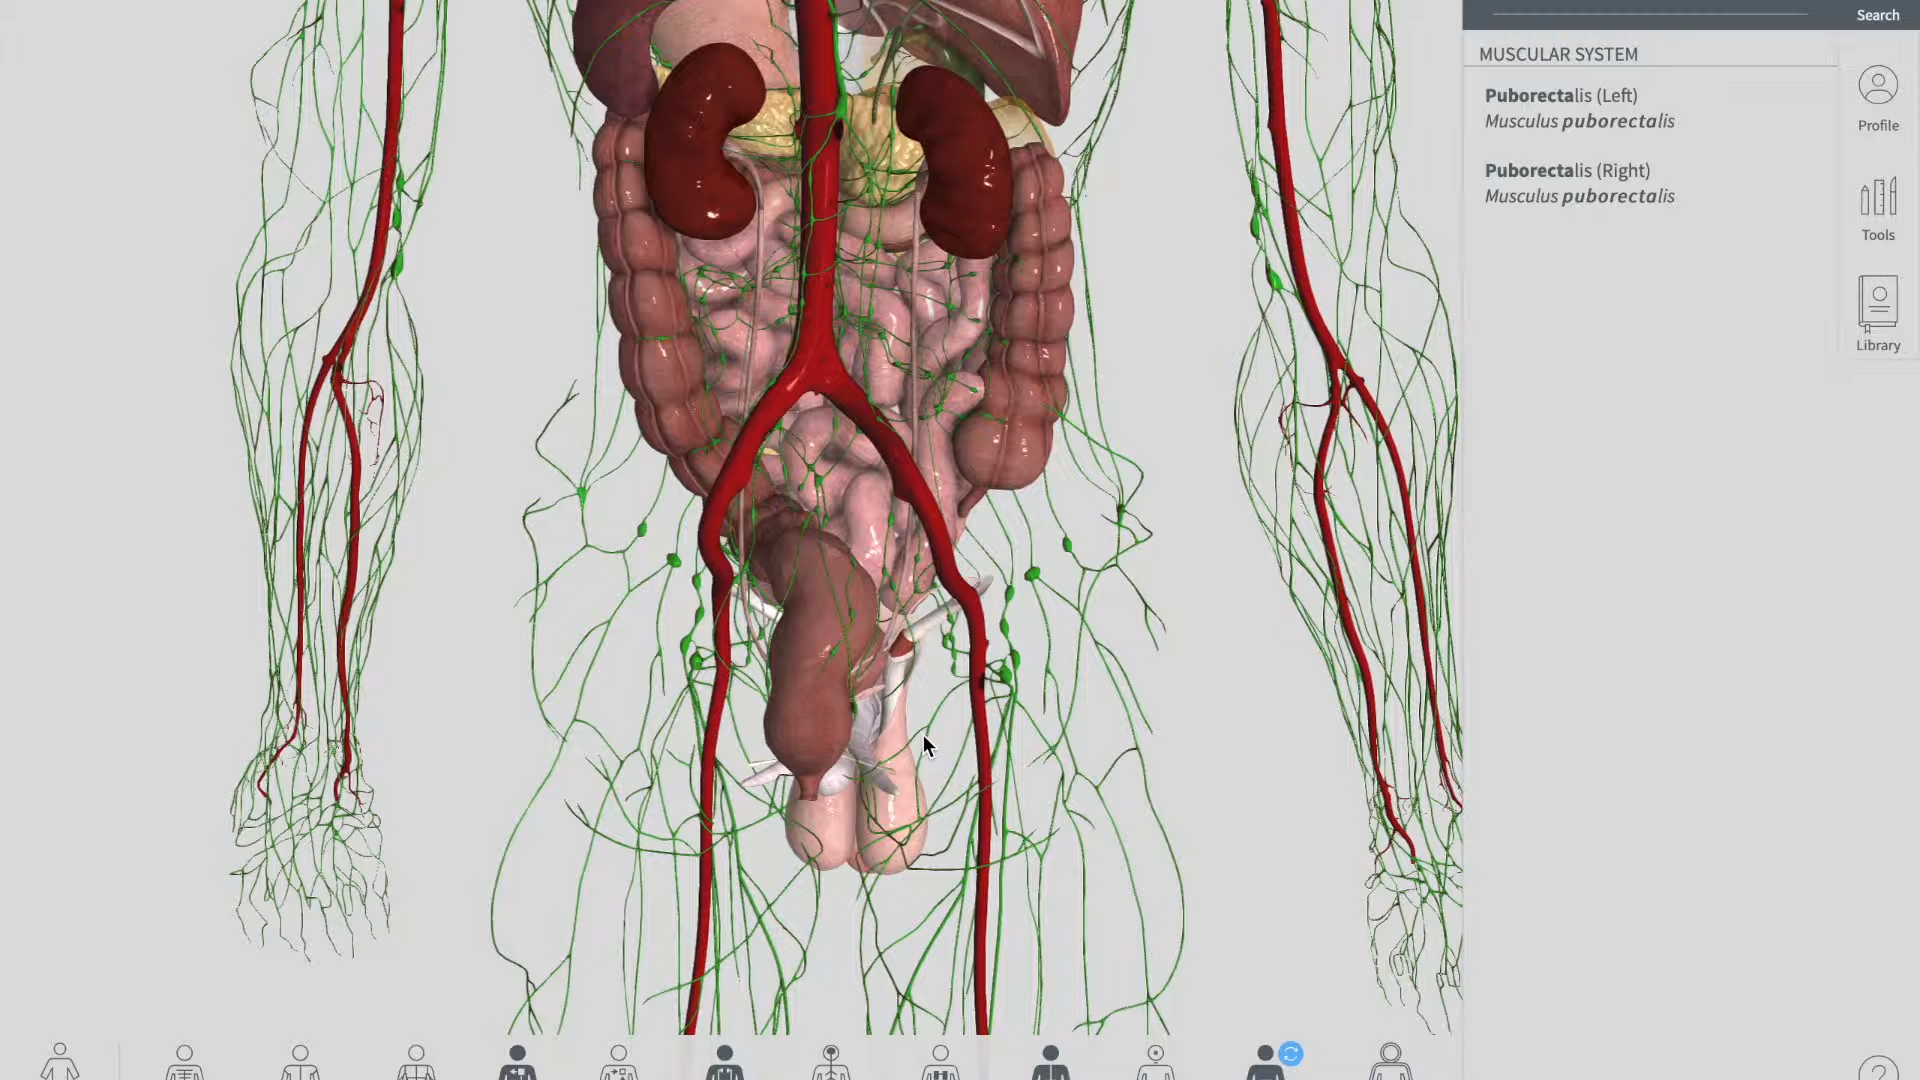 Search
MUSCULAR SYSTEM
Puborectalis (Left)
Musculus puborectalis
Puborectalis (Right)
Musculus puborectalis
Profile
Tools
Library
?